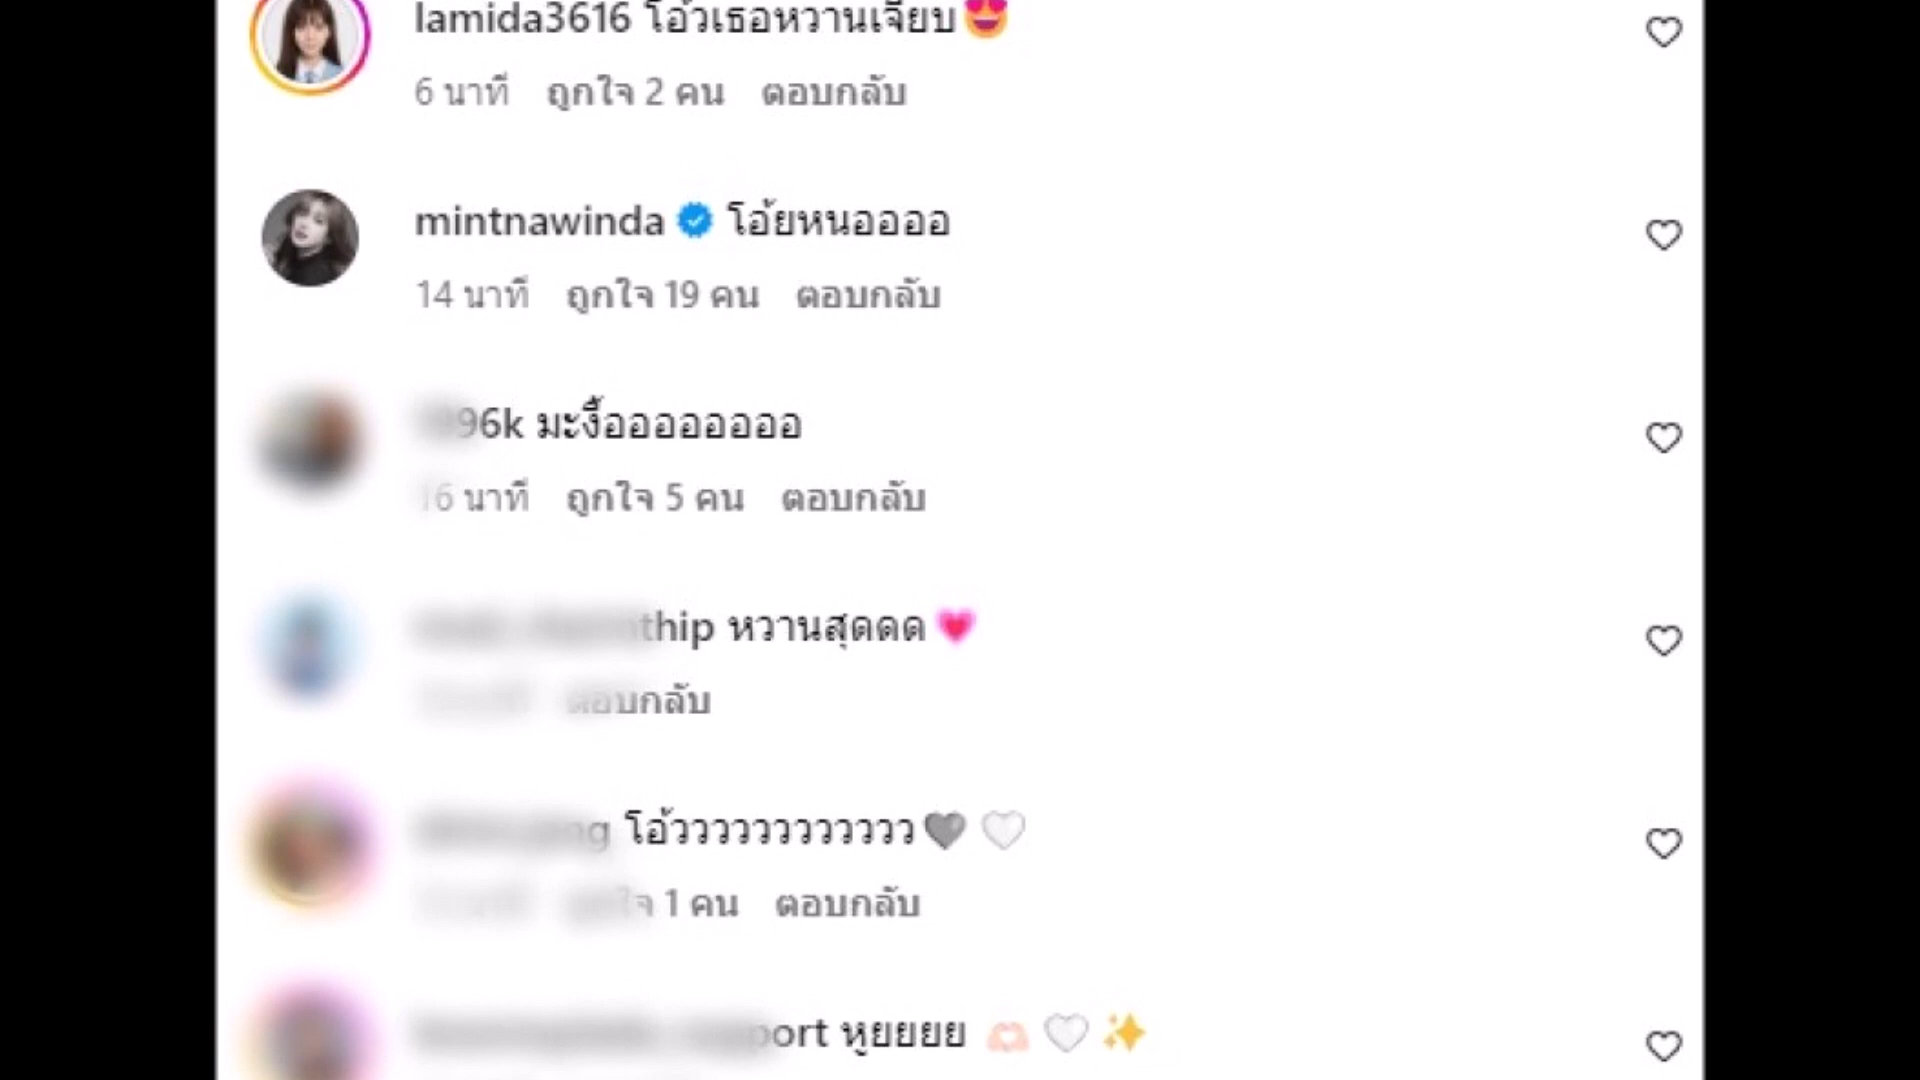 lamida3616 โอ้วเธอหวานเจี๊ยบ😍
6 นาที ถูกใจ 2 คน ตอบกลับ
mintnawinda โอ้ยหนออออ
14 นาที ถูกใจ 19 คน ตอบกลับ
96k มะงื้อออออออออ
16 นาที ถูกใจ 5 คน ตอบกลับ
thip หวานสุดดด💗
ตอบกลับ
โอ้วววววววววววว🩶🤍
1 คน ตอบกลับ
port หูยยยย 🫶🏻🤍✨